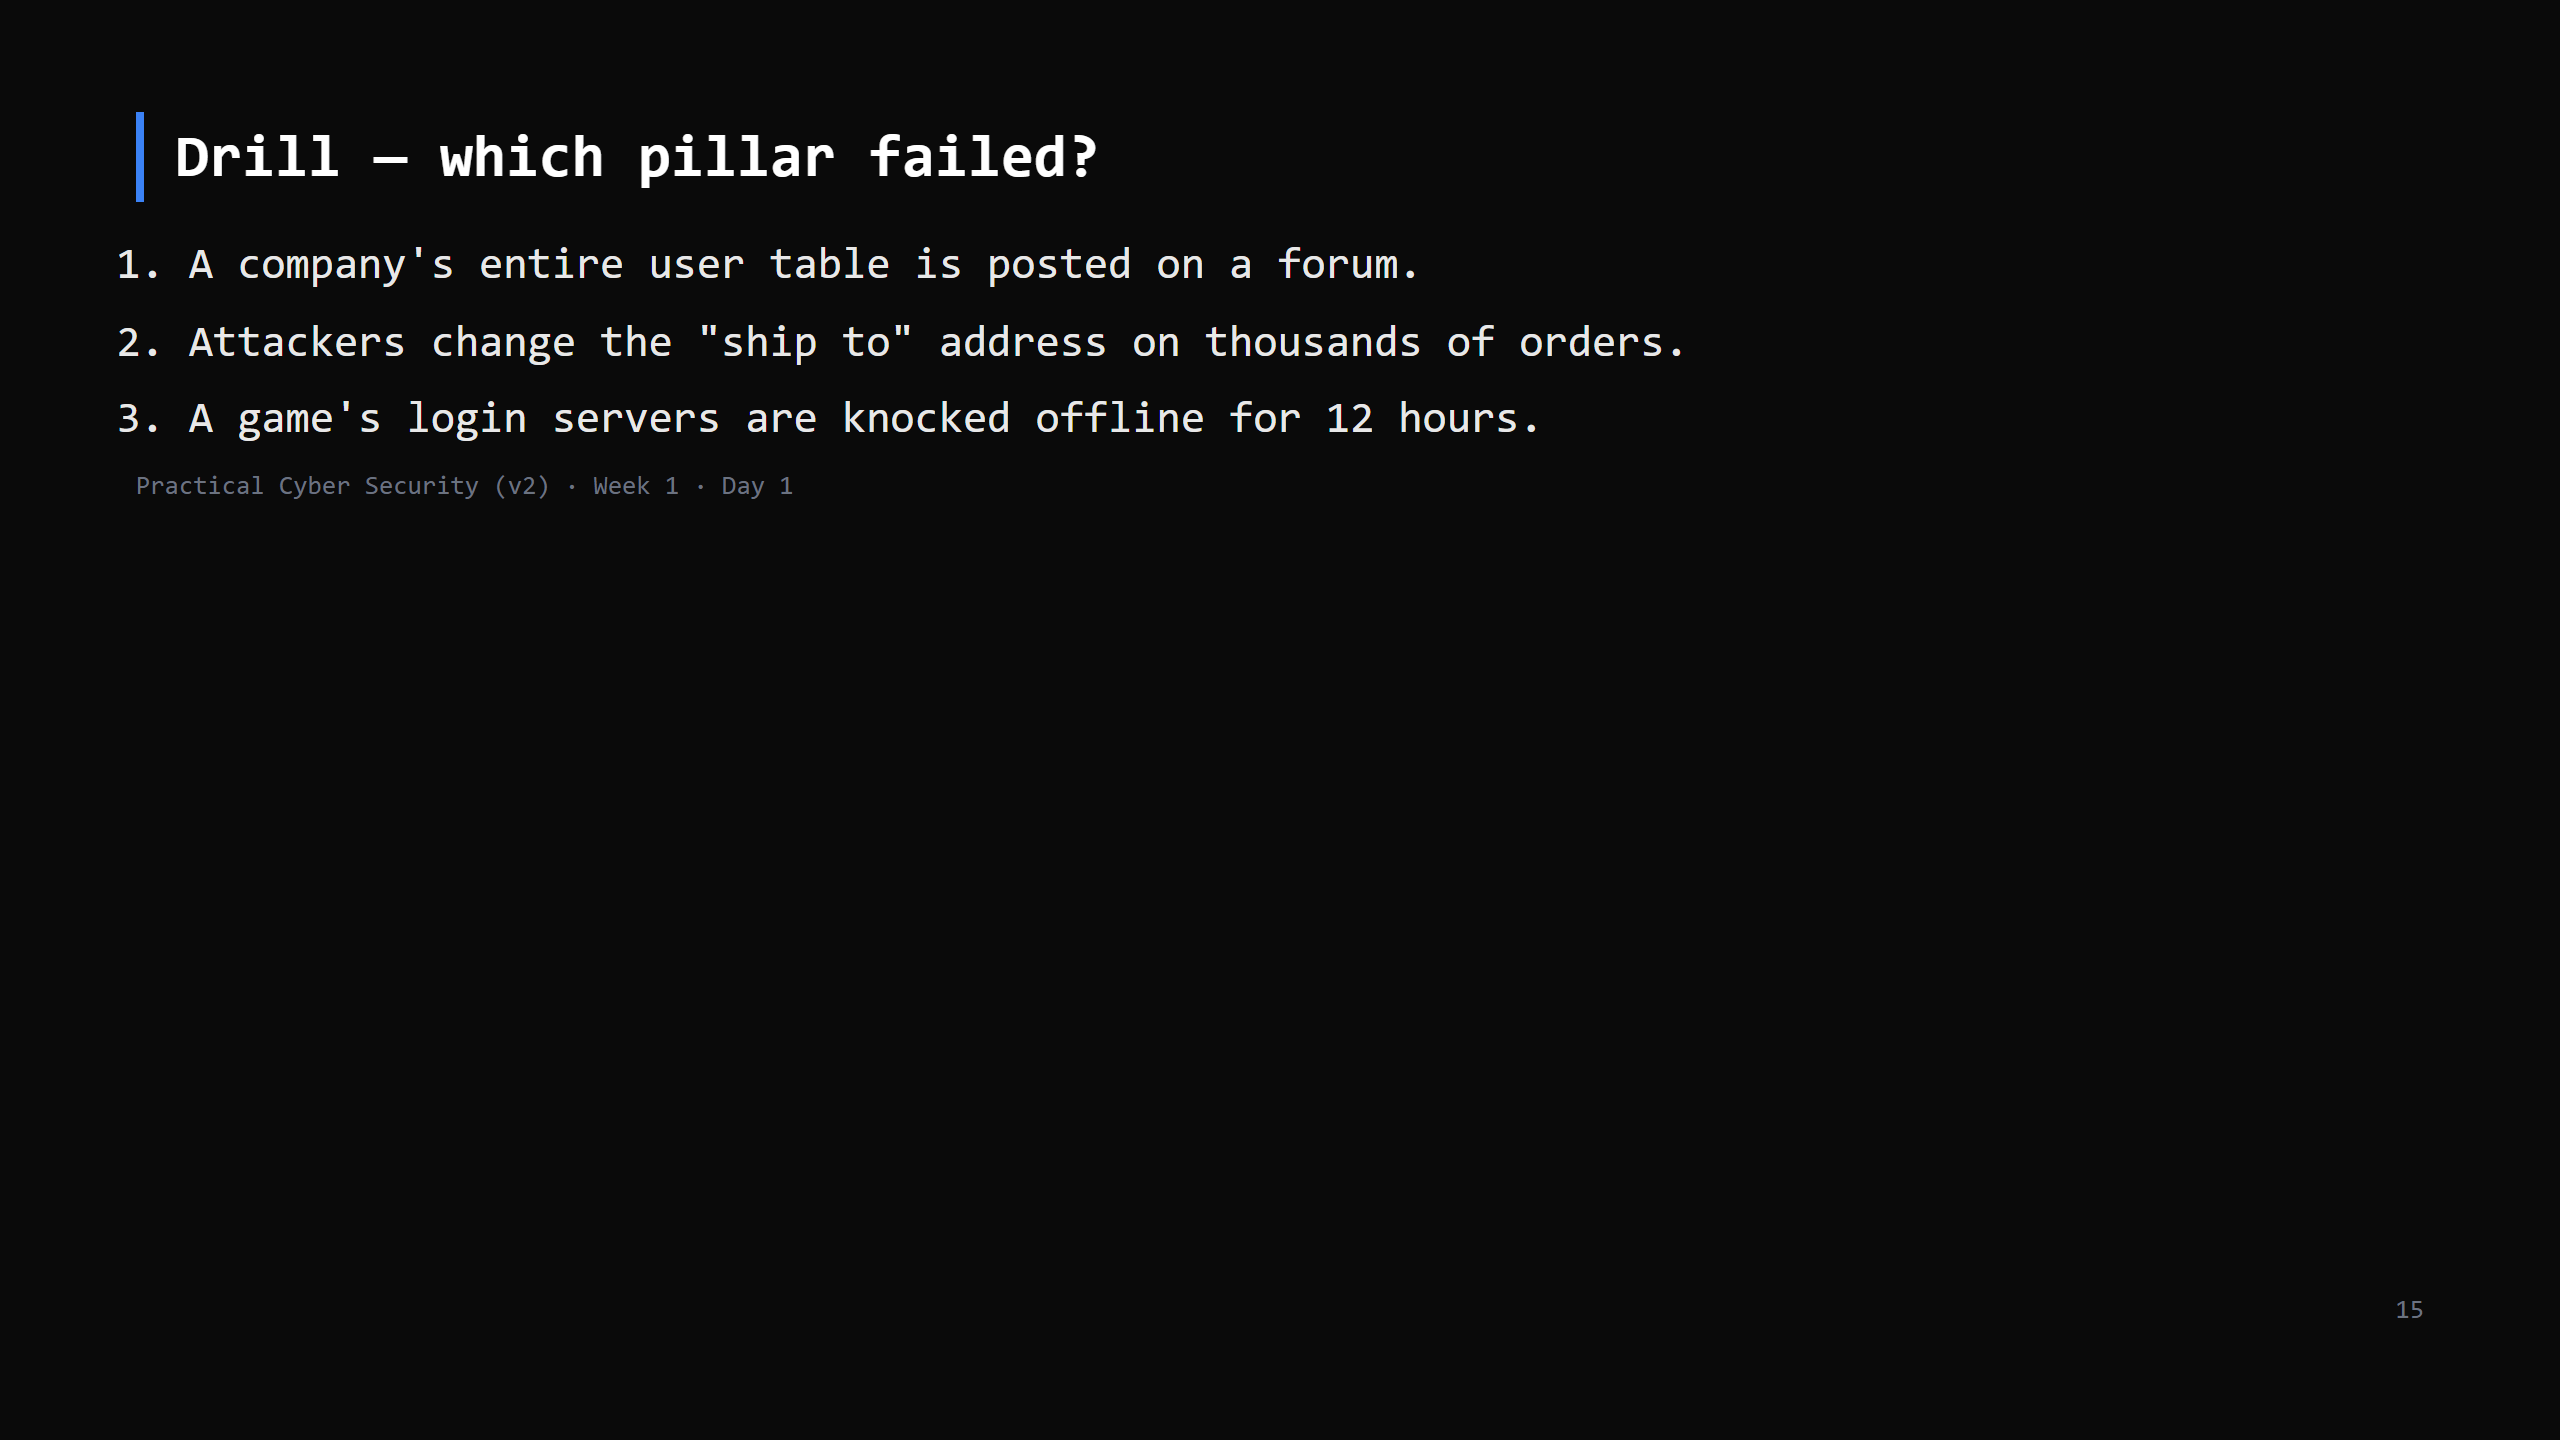 Drill — which pillar failed?
1. A company's entire user table is posted on a forum.
2. Attackers change the "ship to" address on thousands of orders.
3. A game's login servers are knocked offline for 12 hours.
Practical Cyber Security (v2) · Week 1 · Day 1
15